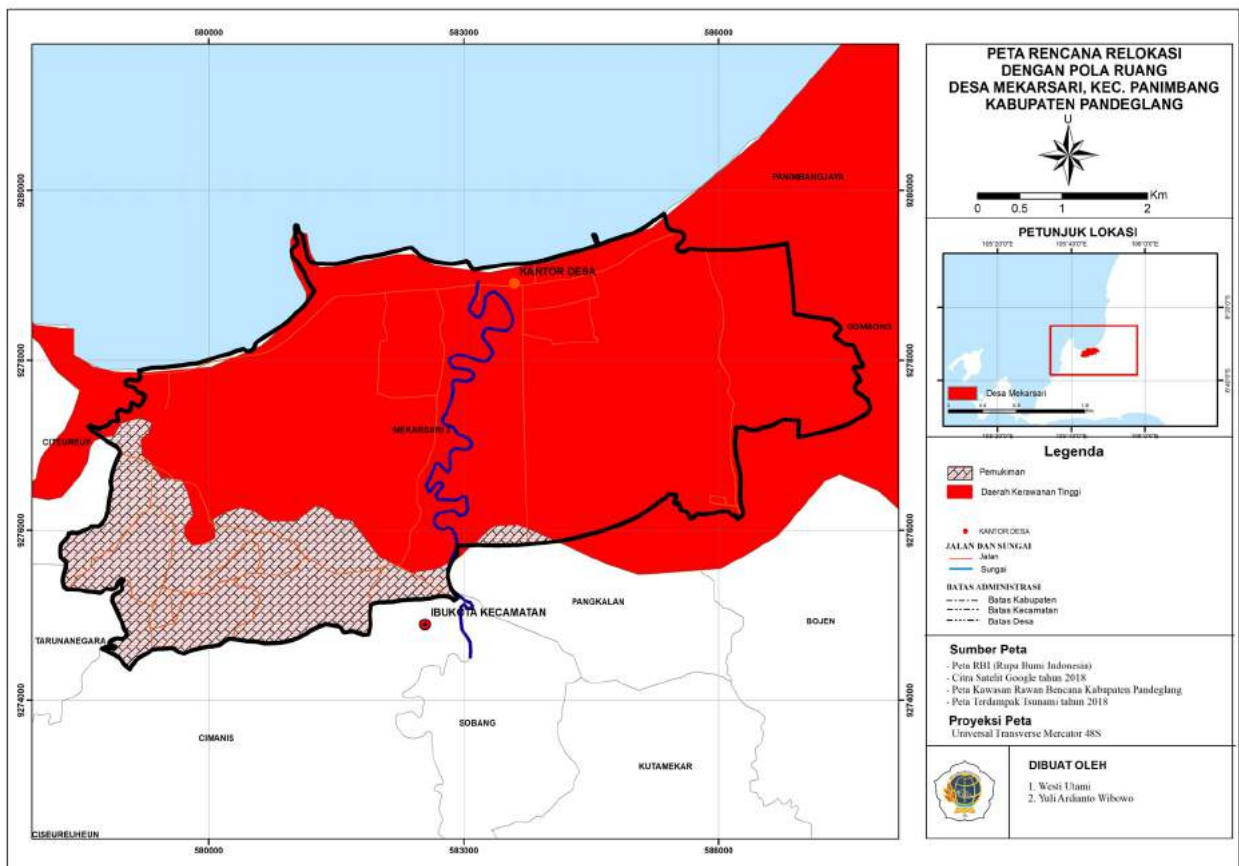 580000
583000
586000
9280000
9278000
9276000
9274000
PANIMBANGJAYA
KANTOR DESA
GOMBONG
CITEUREUP
MEKARSARI
IBUKOTA KECAMATAN
PANGKALAN
BOJEN
TARUNANEGARA
SOBANG
CIMANIS
KUTAMEKAR
CISEUREUHEUN
9280000
9278000
9276000
9274000
580000
583000
586000
PETA RENCANA RELOKASI
DENGAN POLA RUANG
DESA MEKARSARI, KEC. PANIMBANG
KABUPATEN PANDEGLANG
U
Km
0 0.5 1 2
PETUNJUK LOKASI
Desa Mekarsari
Legenda
Pemukiman
Daerah Kerawanan Tinggi
KANTOR DESA
JALAN DAN SUNGAI
Jalan
Sungai
BATAS ADMINISTRASI
Batas Kabupaten
Batas Kecamatan
Batas Desa
Sumber Peta
- Peta RBI (Rupa Bumi Indonesia)
- Citra Satelit Google tahun 2018
- Peta Kawasan Rawan Bencana Kabupaten Pandeglang
- Peta Terdampak Tsunami tahun 2018
Proyeksi Peta
Universal Transverse Mercator 48S
DIBUAT OLEH
1. Westi Utami
2. Yuli Ardianto Wibowo